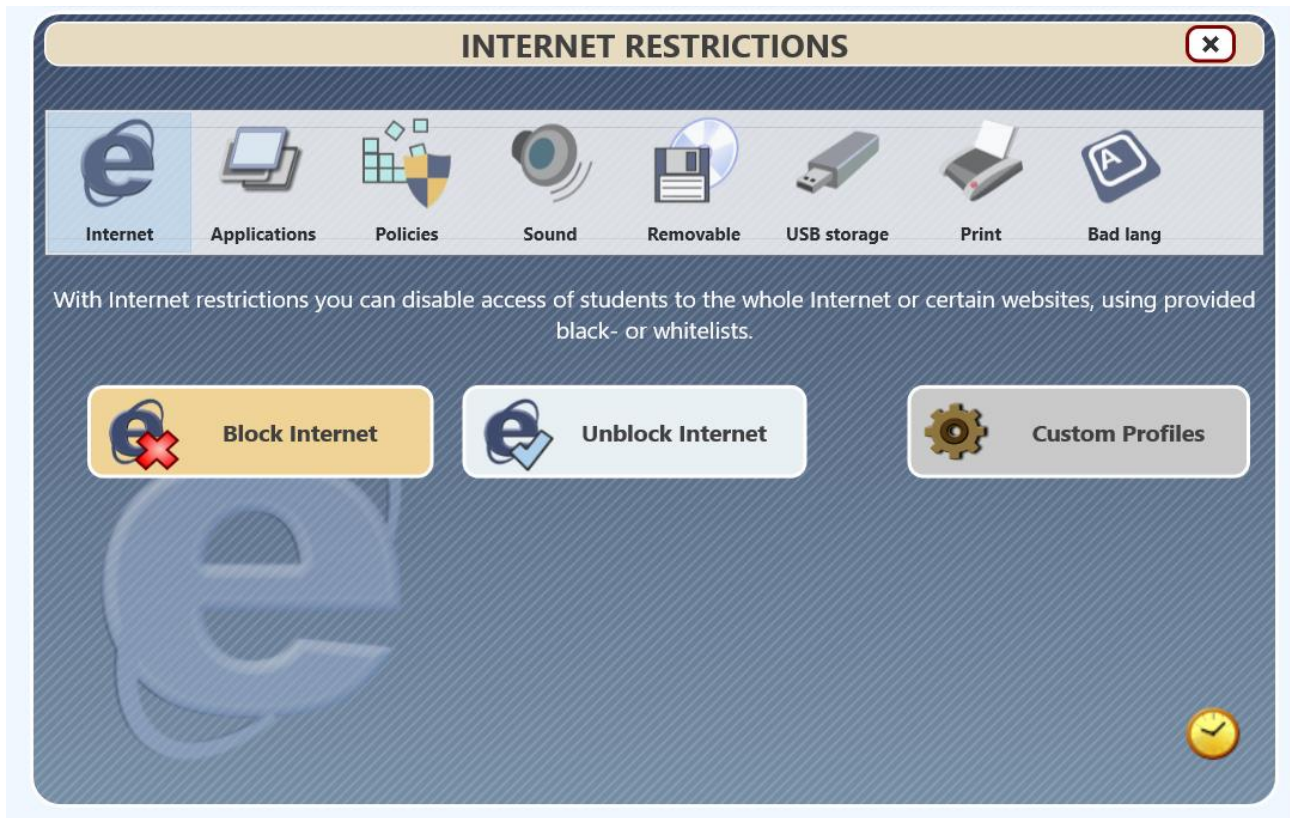 INTERNET RESTRICTIONS
Internet
Applications
Policies
Sound
Removable
USB storage
Print
Bad lang
With Internet restrictions you can disable access of students to the whole Internet or certain websites, using provided
black- or whitelists.
Block Internet
Unblock Internet
Custom Profiles